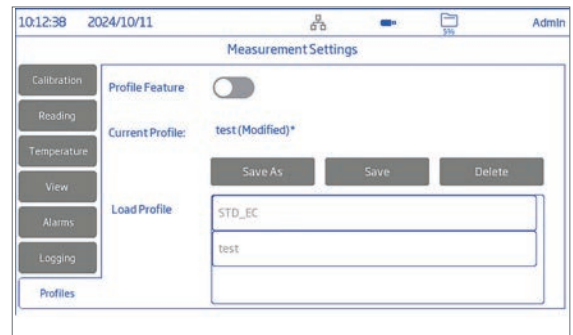 10:12:38 2024/10/11 5% Admin
Measurement Settings
Calibration
Profile Feature
Reading
Current Profile: test (Modified)*
Temperature
Save As Save Delete
View
Load Profile
STD_EC
Alarms
test
Logging
Profiles